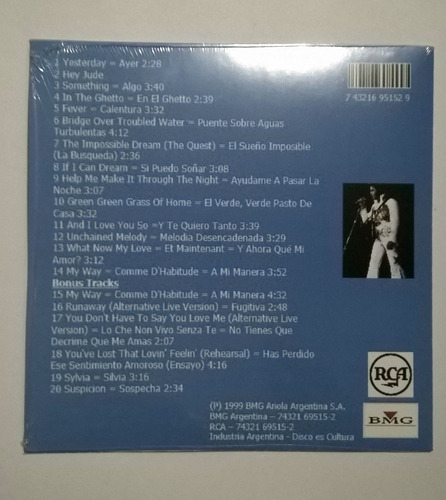 1 Yesterday = Ayer 2:28
2 Hey Jude
3 Something = Algo 3:40
4 In The Ghetto = En El Ghetto 2:39
5 Fever = Calentura 3:32
6 Bridge Over Troubled Water = Puente Sobre Aguas
Turbulentas 4:12
7 The Impossible Dream (The Quest) = El Sueño Imposible
(La Busqueda) 2:36
8 If I Can Dream = Si Puedo Soñar 3:08
9 Help Me Make It Through The Night = Ayudame A Pasar La
Noche 3:07
10 Green Green Grass Of Home = El Verde, Verde Pasto De
Casa 3:32
11 And I Love You So =Y Te Quiero Tanto 3:39
12 Unchained Melody = Melodia Desencadenada 3:29
13 What Now My Love = Et Maintenant = Y Ahora Qué Mi
Amor? 3:12
14 My Way = Comme D'Habitude = A Mi Manera 3:52
Bonus Tracks
15 My Way = Comme D'Habitude = A Mi Manera 4:32
16 Runaway (Alternative Live Version) = Fugitiva 2:48
17 You Don't Have To Say You Love Me (Alternative Live
Version) = Lo Che Non Vivo Senza Te = No Tienes Que
Decrime Que Me Amas 2:07
18 You've Lost That Lovin' Feelin' (Rehearsal) = Has Perdido
Ese Sentimiento Amoroso (Ensayo) 4:16
19 Sylvia = Silvia 3:16
20 Suspicion = Sospecha 2:34
7 43216 95152 9
RCA
BMG
(P) 1999 BMG Ariola Argentina S.A.
BMG Argentina – 74321 69515-2
RCA – 74321 69515-2
Industria Argentina - Disco es Cultura